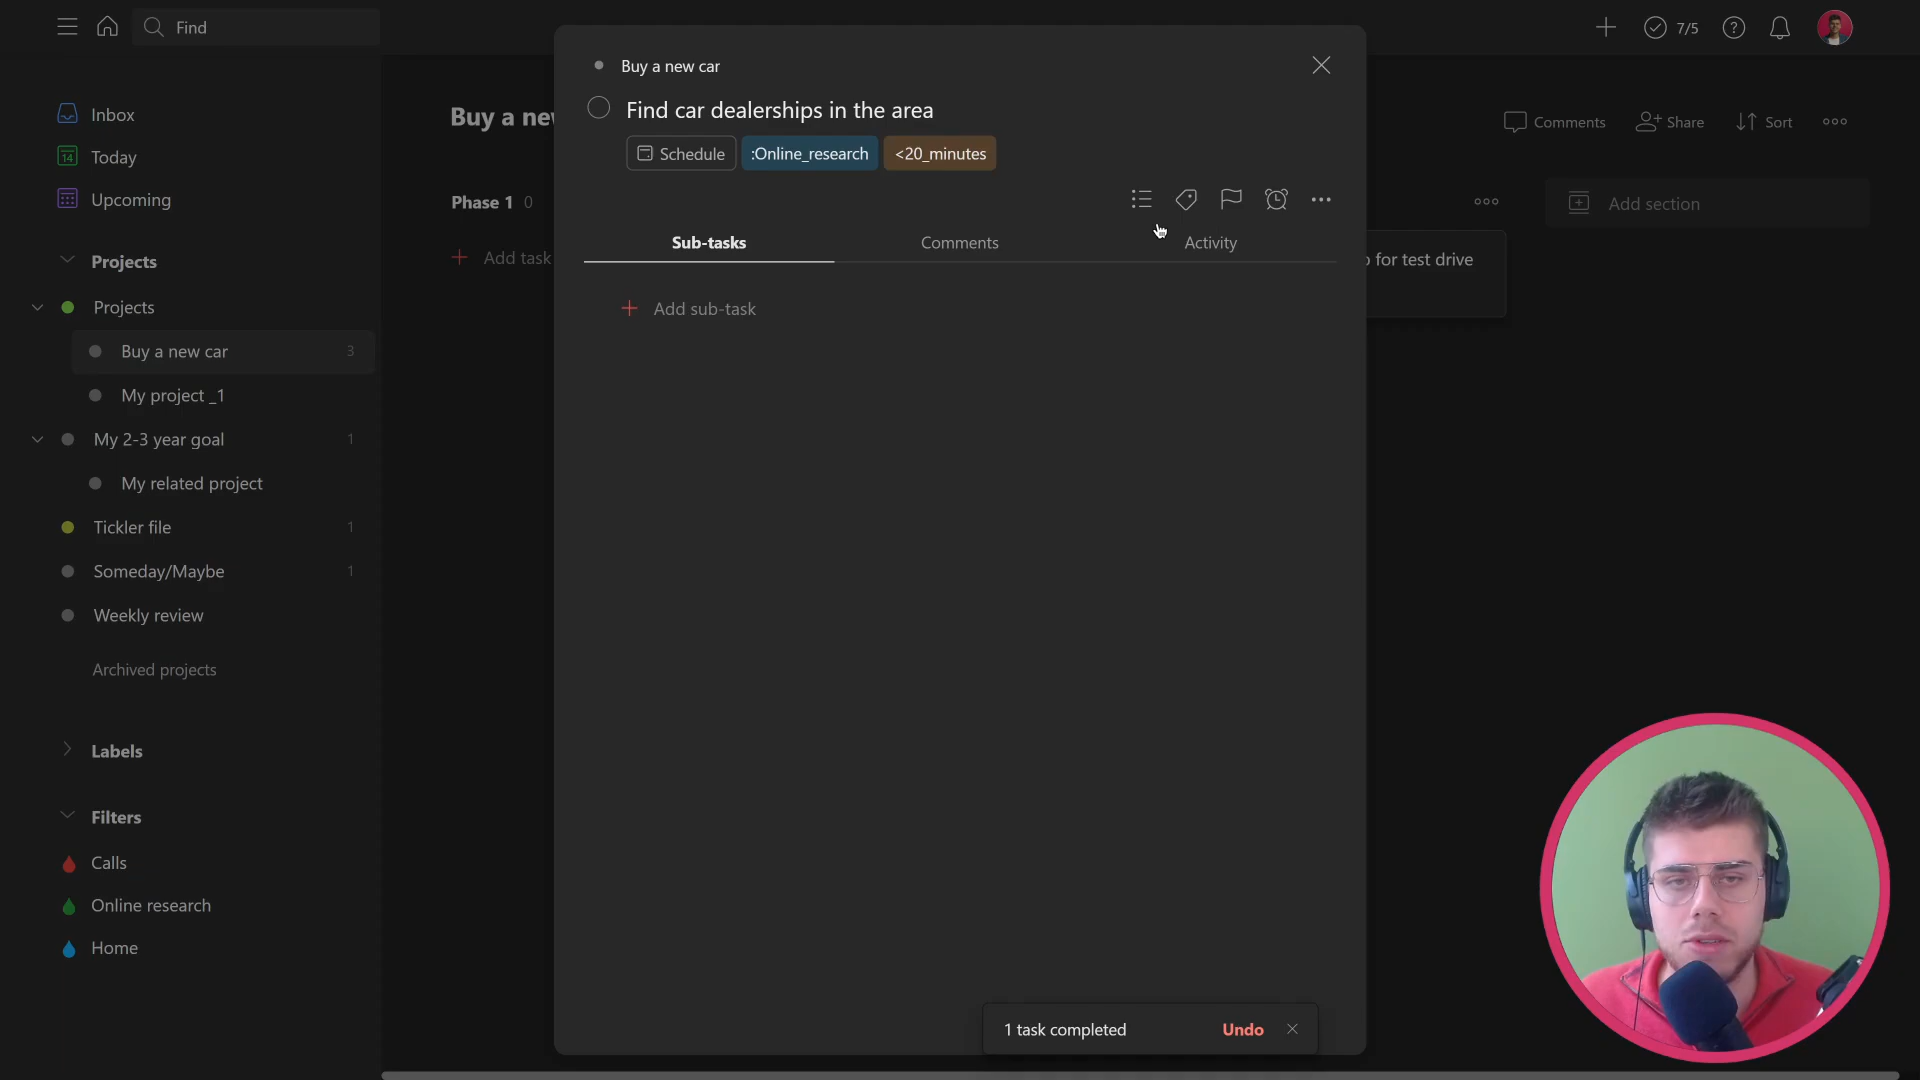 Find
7/5
Inbox
14
Today
Upcoming
Projects
Projects
Buy a new car 3
My project _1
My 2-3 year goal 1
My related project
Tickler file 1
Someday/Maybe 1
Weekly review
Archived projects
Labels
Filters
Calls
Online research
Home
Buy a new
Comments
Share
Sort
Phase 1 0
Add task
for test drive
Add section
Buy a new car
Find car dealerships in the area
Schedule
:Online_research
<20_minutes
Sub-tasks
Comments
Activity
Add sub-task
1 task completed
Undo